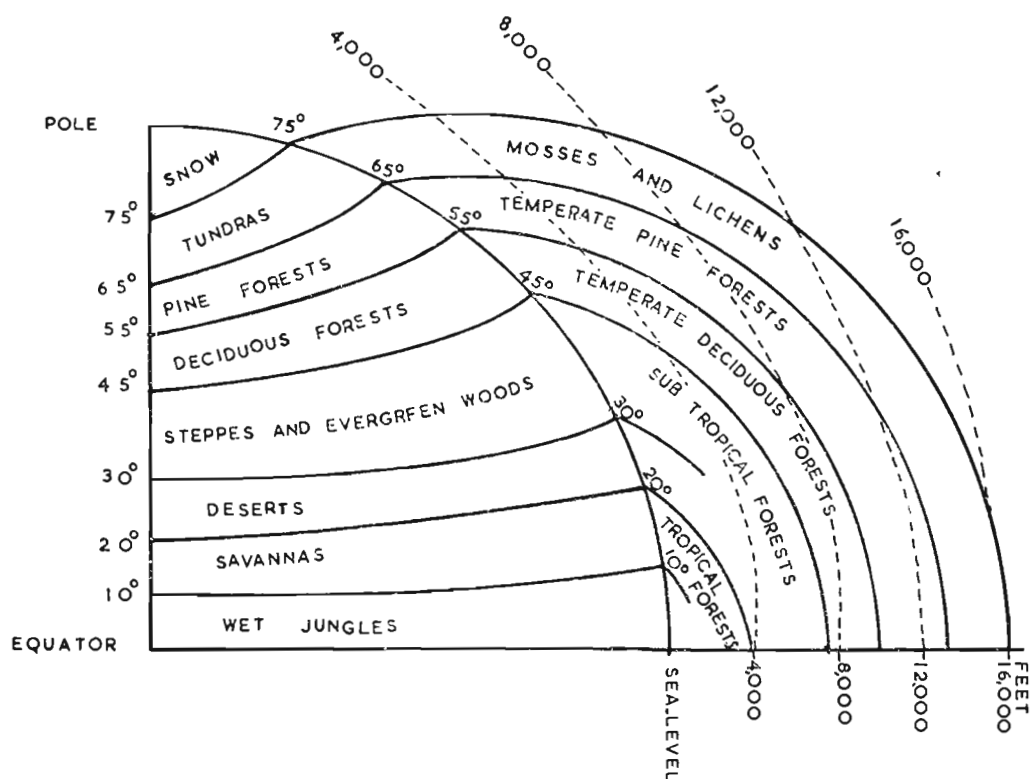 4,000
8,000
12,000
16,000
POLE
75°
65°
55°
45°
30°
20°
10°
SNOW
TUNDRAS
PINE FORESTS
DECIDUOUS FORESTS
STEPPES AND EVERGREEN WOODS
DESERTS
SAVANNAS
WET JUNGLES
75°
65°
55°
45°
30°
20°
10°
EQUATOR
MOSSES AND LICHENS
TEMPERATE PINE FORESTS
TEMPERATE DECIDUOUS FORESTS
SUB TROPICAL FORESTS
TROPICAL FORESTS
SEA-LEVEL
4,000
8,000
12,000
16,000
FEET